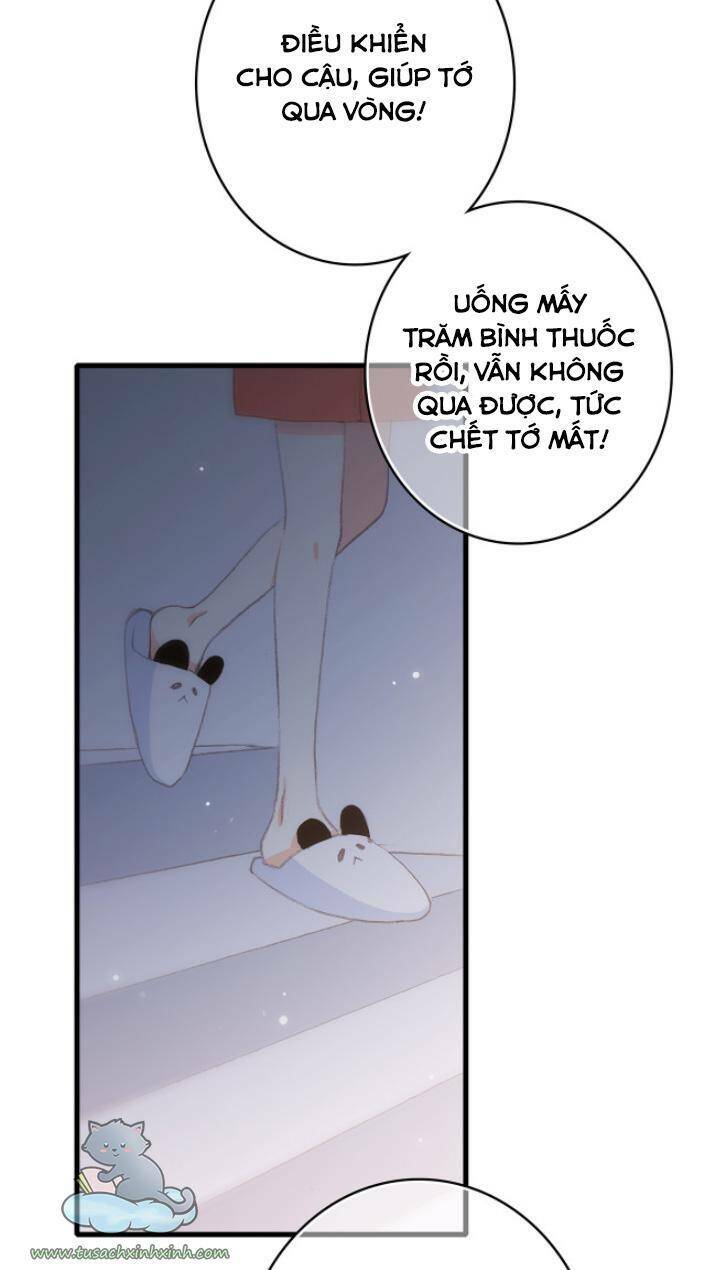 ĐIỀU KHIỂN
CHO CẬU, GIÚP TỚ
QUA VÒNG!
UỐNG MẤY
TRĂM BÌNH THUỐC
RỒI, VẪN KHÔNG
QUA ĐƯỢC, TỨC
CHẾT TỚ MẤT!
www.tusachxinhxinh.com